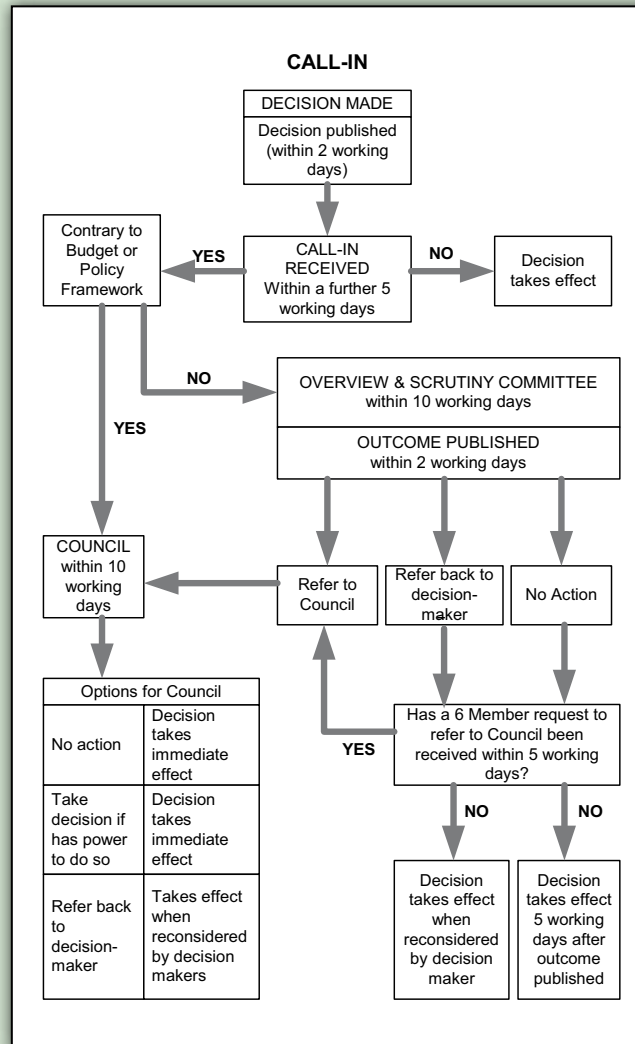 CALL-IN
DECISION MADE
Decision published
(within 2 working
days)
Contrary to
Budget or
Policy
Framework
YES
CALL-IN
RECEIVED
Within a further 5
working days
NO
Decision
takes effect
NO
OVERVIEW & SCRUTINY COMMITTEE
within 10 working days
YES
OUTCOME PUBLISHED
within 2 working days
COUNCIL
within 10
working
days
Refer to
Council
Refer back to
decision-
maker
No Action
Options for Council
No action
Decision
takes
immediate
effect
Take
decision if
has power
to do so
Decision
takes
immediate
effect
Refer back
to
decision-
maker
Takes effect
when
reconsidered
by decision
makers
YES
Has a 6 Member request to
refer to Council been
received within 5 working
days?
NO
NO
Decision
takes effect
when
reconsidered
by decision
maker
Decision
takes effect
5 working
days after
outcome
published